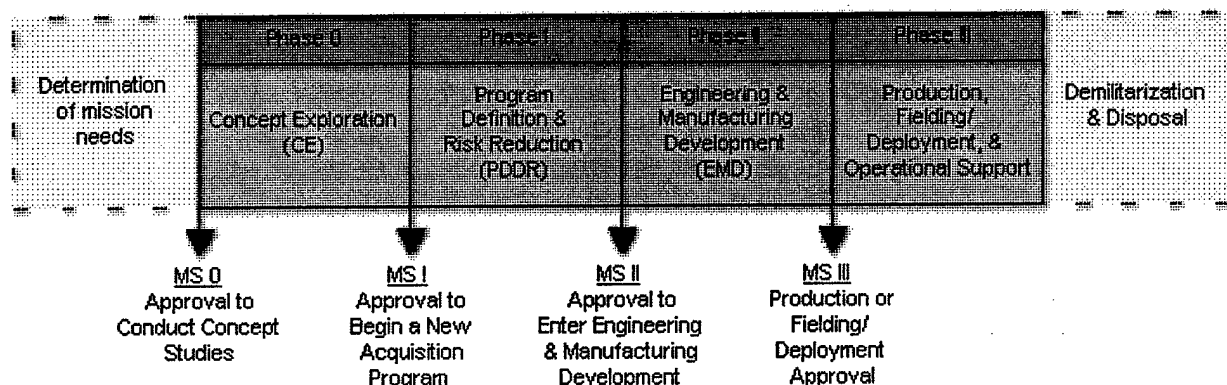 Phase 0
Phase I
Phase II
Phase III
Determination
of mission
needs
Concept Exploration
(CE)
Program
Definition &
Risk Reduction
(PDDR)
Engineering &
Manufacturing
Development
(EMD)
Production,
Fielding/
Deployment, &
Operational Support
Demilitarization
& Disposal
MS 0
Approval to
Conduct Concept
Studies
MS I
Approval to
Begin a New
Acquisition
Program
MS II
Approval to
Enter Engineering
& Manufacturing
Development
MS III
Production or
Fielding/
Deployment
Approval